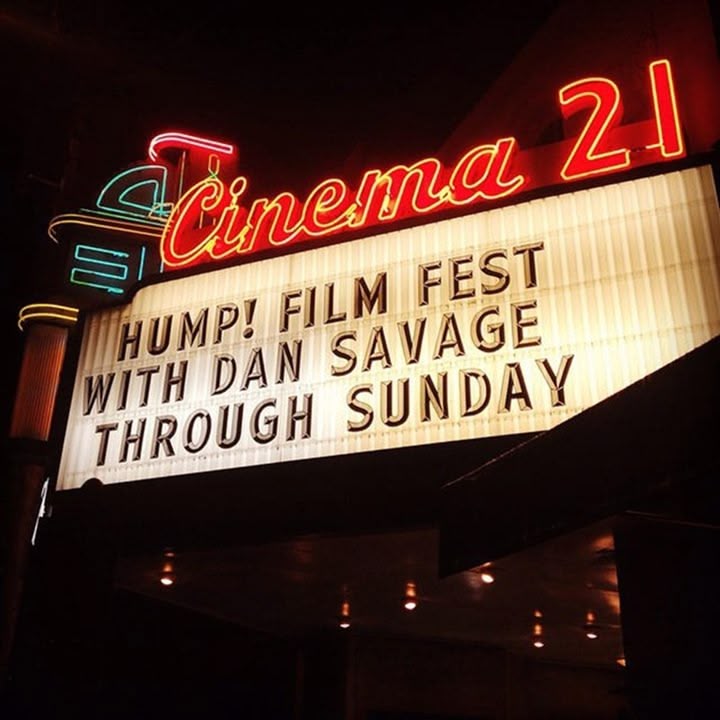 Cinema 21
HUMP! FILM FEST
WITH DAN SAVAGE
THROUGH SUNDAY